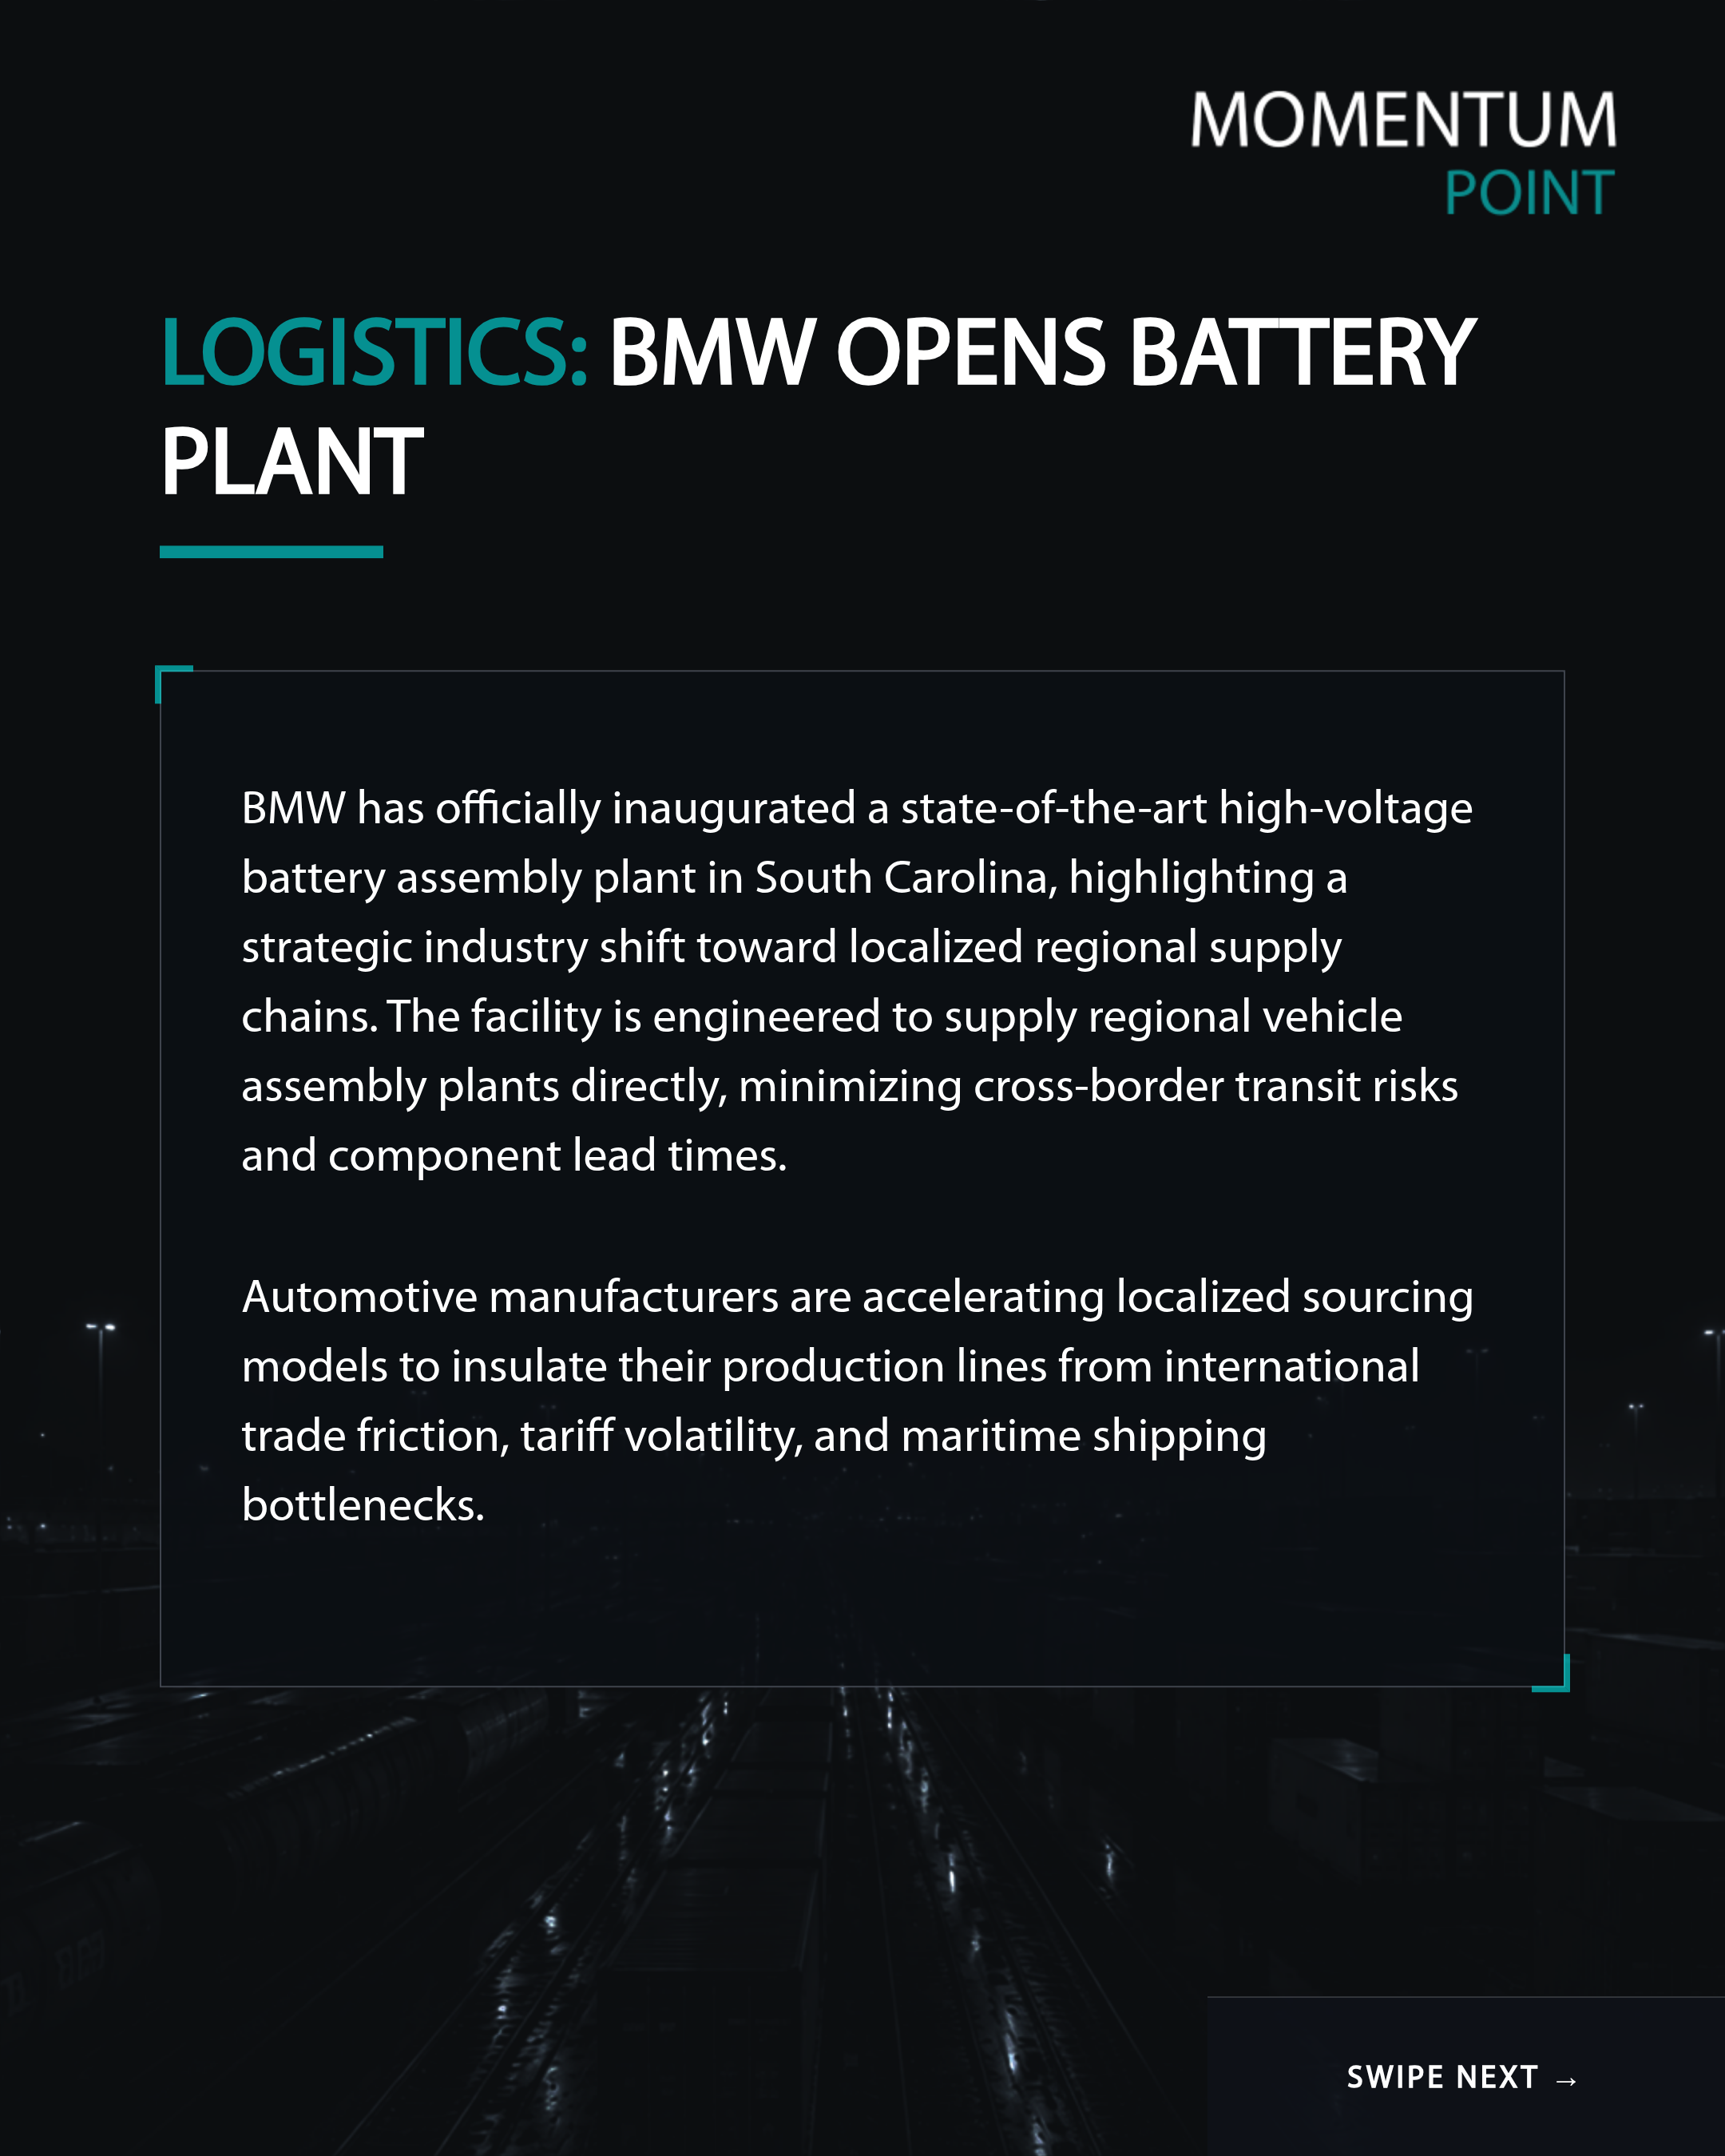 MOMENTUM
POINT
LOGISTICS: BMW OPENS BATTERY
PLANT
BMW has officially inaugurated a state-of-the-art high-voltage
battery assembly plant in South Carolina, highlighting a
strategic industry shift toward localized regional supply
chains. The facility is engineered to supply regional vehicle
assembly plants directly, minimizing cross-border transit risks
and component lead times.
Automotive manufacturers are accelerating localized sourcing
models to insulate their production lines from international
trade friction, tariff volatility, and maritime shipping
bottlenecks.
SWIPE NEXT →